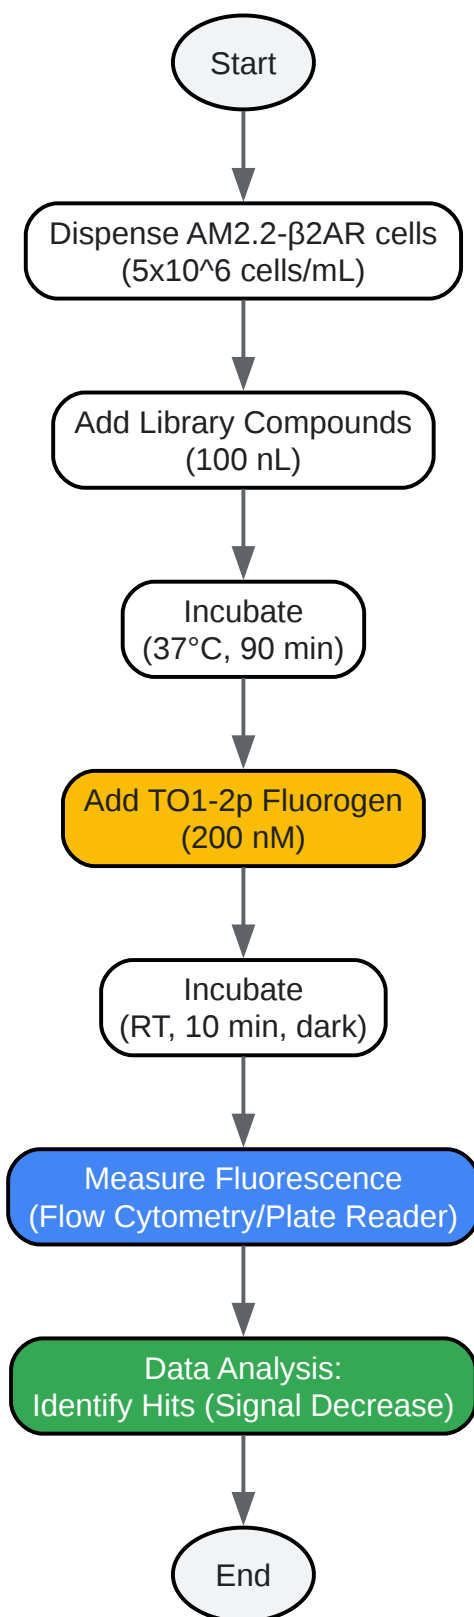 Start
Dispense AM2.2-β2AR cells
(5x10^6 cells/mL)
Add Library Compounds
(100 nL)
Incubate
(37°C, 90 min)
Add TO1-2p Fluorogen
(200 nM)
Incubate
(RT, 10 min, dark)
Measure Fluorescence
(Flow Cytometry/Plate Reader)
Data Analysis:
Identify Hits (Signal Decrease)
End